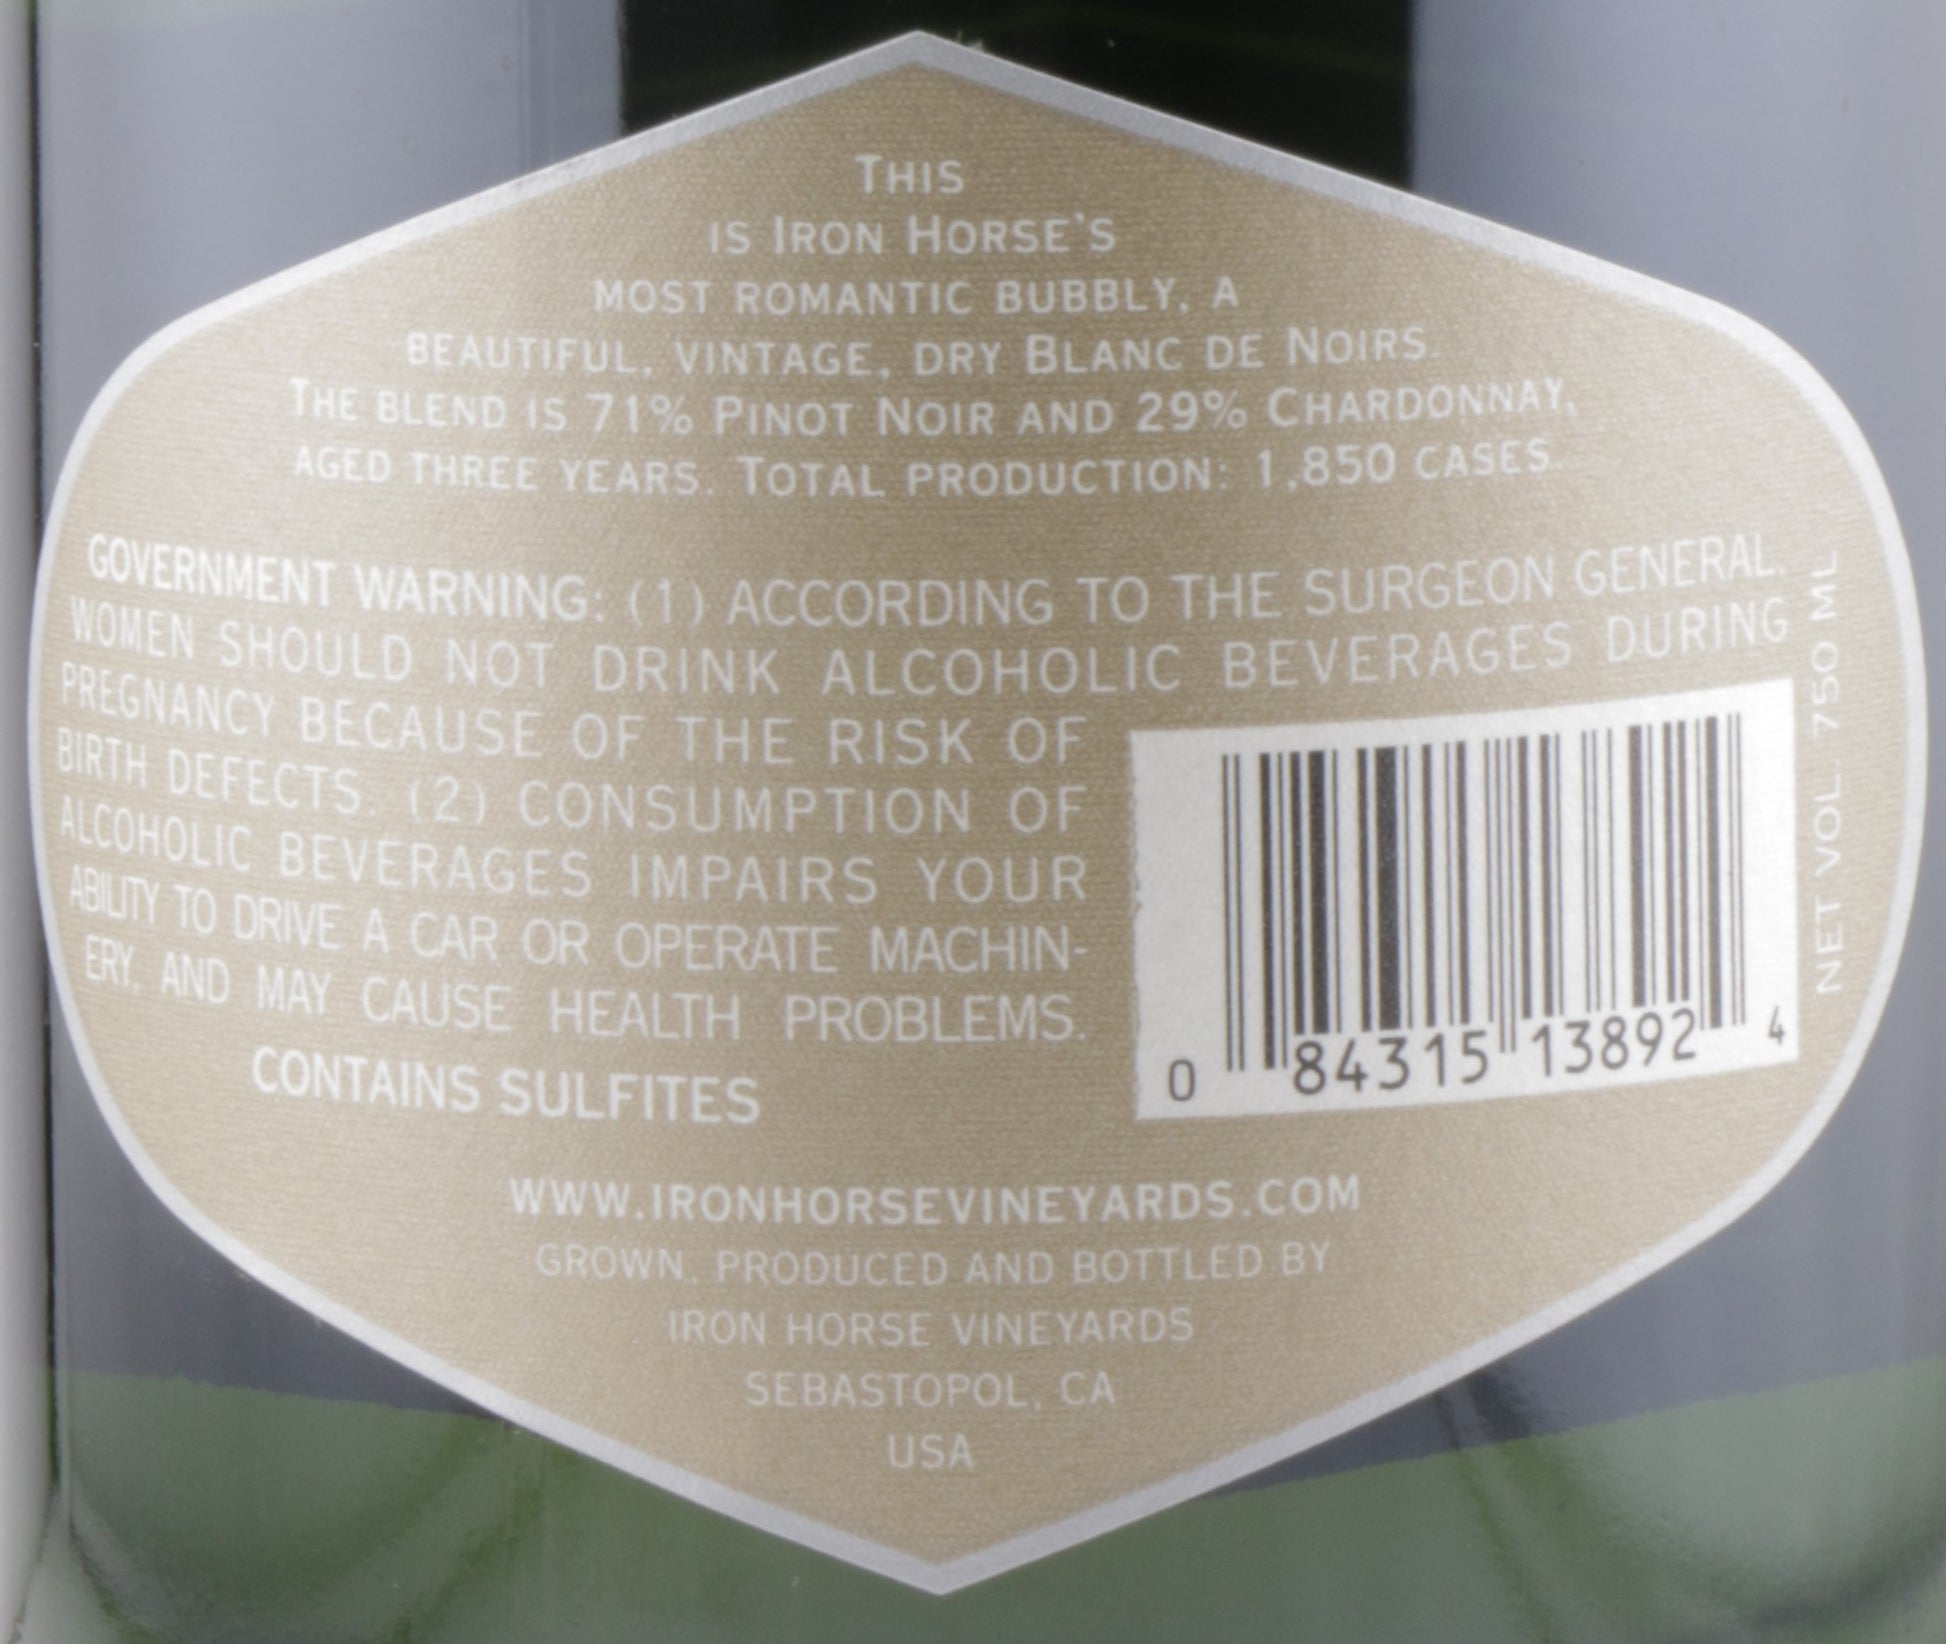 THIS
IS IRON HORSE'S
MOST ROMANTIC BUBBLY, A
BEAUTIFUL, VINTAGE, DRY BLANC DE NOIRS.
THE BLEND IS 71% PINOT NOIR AND 29% CHARDONNAY,
AGED THREE YEARS. TOTAL PRODUCTION: 1,850 CASES.
GOVERNMENT WARNING: (1) ACCORDING TO THE SURGEON GENERAL,
WOMEN SHOULD NOT DRINK ALCOHOLIC BEVERAGES DURING
PREGNANCY BECAUSE OF THE RISK OF
BIRTH DEFECTS. (2) CONSUMPTION OF
ALCOHOLIC BEVERAGES IMPAIRS YOUR
ABILITY TO DRIVE A CAR OR OPERATE MACHIN-
ERY, AND MAY CAUSE HEALTH PROBLEMS.
CONTAINS SULFITES
0 84315 13892 4
NET VOL. 750 ML
WWW.IRONHORSEVINEYARDS.COM
GROWN, PRODUCED AND BOTTLED BY
IRON HORSE VINEYARDS
SEBASTOPOL, CA
USA